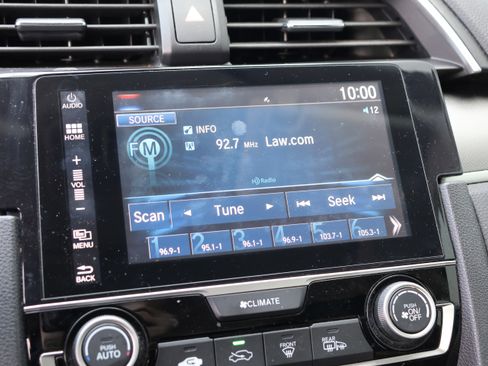 AUDIO
10:00
SOURCE
12
HOME
INFO
FM
92.7 MHz Law.com
+
VOL
−
Radio
Scan
Tune
Seek
MENU
1 2 3 4 5 6
96.9-1 95.1-1 96.1-1 96.9-1 103.7-1 105.3-1
BACK
CLIMATE
PUSH AUTO
FRONT
REAR
PUSH ON/OFF